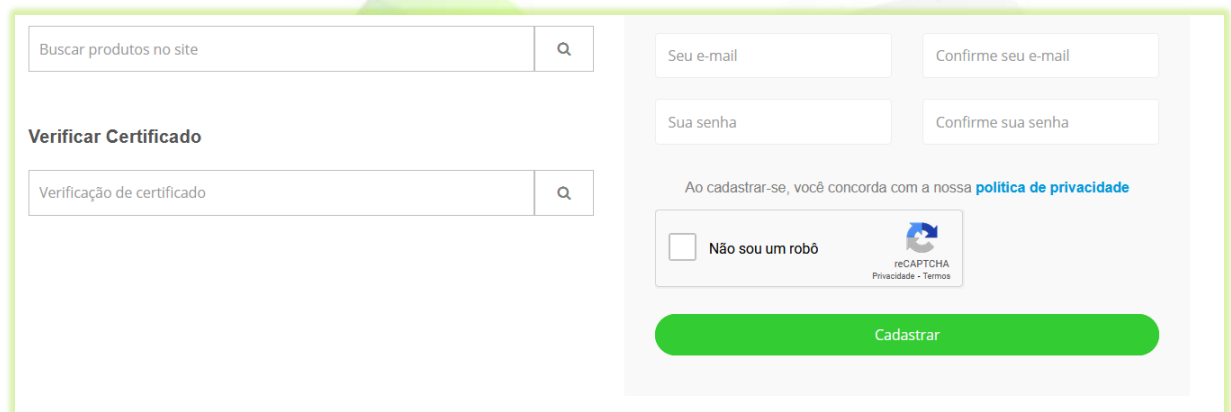 Buscar produtos no site
Verificar Certificado
Verificação de certificado
Seu e-mail
Confirme seu e-mail
Sua senha
Confirme sua senha
Ao cadastrar-se, você concorda com a nossa política de privacidade
Não sou um robô
reCAPTCHA
Privacidade - Termos
Cadastrar